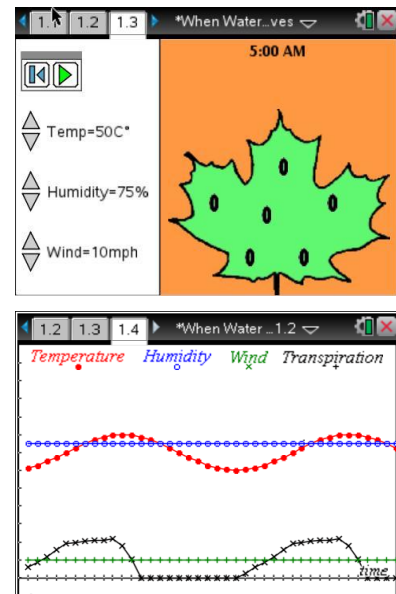 1.1 1.2 1.3 *When Water…ves
5:00 AM
Temp=50C°
Humidity=75%
Wind=10mph
1.2 1.3 1.4 *When Water …1.2
Temperature Humidity Wind Transpiration
time